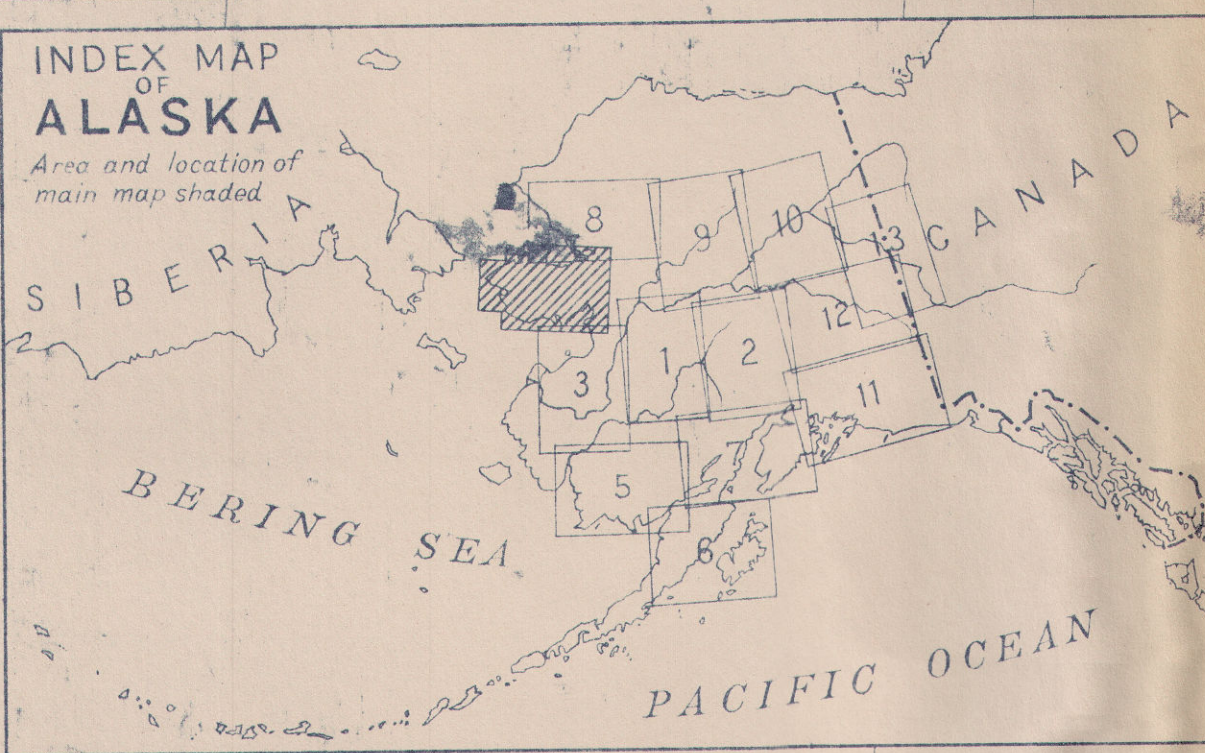 INDEX MAP
OF
ALASKA
Area and location of
main map shaded
SIBERIA
CANADA
8
9
10
13
12
1
2
3
11
7
5
6
BERING SEA
PACIFIC OCEAN